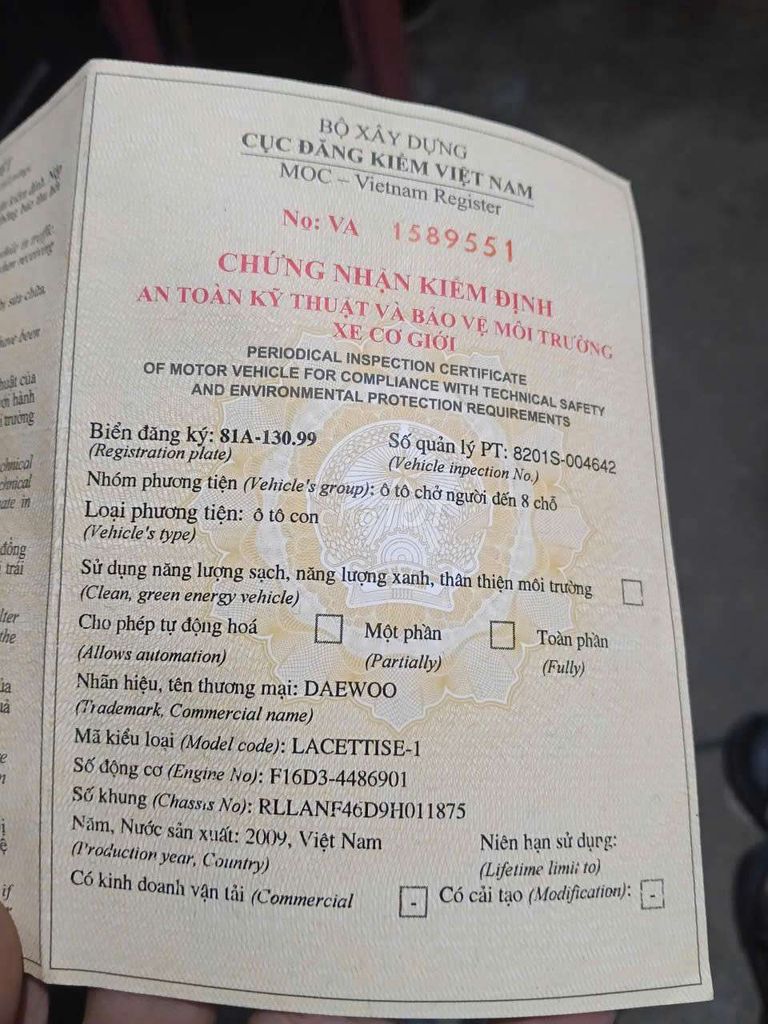 BỘ XÂY DỰNG
CỤC ĐĂNG KIỂM VIỆT NAM
MOC – Vietnam Register
Nọ: VA 1589551
CHỨNG NHẬN KIỂM ĐỊNH
AN TOÀN KỸ THUẬT VÀ BẢO VỆ MÔI TRƯỜNG
XE CƠ GIỚI
PERIODICAL INSPECTION CERTIFICATE
OF MOTOR VEHICLE FOR COMPLIANCE WITH TECHNICAL SAFETY
AND ENVIRONMENTAL PROTECTION REQUIREMENTS
Biển đăng ký: 81A-130.99 Số quản lý PT: 8201S-004642
(Registration plate) (Vehicle inpection No.)
Nhóm phương tiện (Vehicle's group): ô tô chở người đến 8 chỗ
Loại phương tiện: ô tô con
(Vehicle's type)
Sử dụng năng lượng sạch, năng lượng xanh, thân thiện môi trường
(Clean, green energy vehicle)
Cho phép tự động hoá Một phần Toàn phần
(Allows automation) (Partially) (Fully)
Nhãn hiệu, tên thương mại: DAEWOO
(Trademark, Commercial name)
Mã kiểu loại (Model code): LACETTISE-1
Số động cơ (Engine No): F16D3-4486901
Số khung (Chassis No): RLLANF46D9H011875
Năm, Nước sản xuất: 2009, Việt Nam Niên hạn sử dụng:
(Production year, Country) (Lifetime limit to)
Có kinh doanh vận tải (Commercial - Có cải tạo (Modification): -